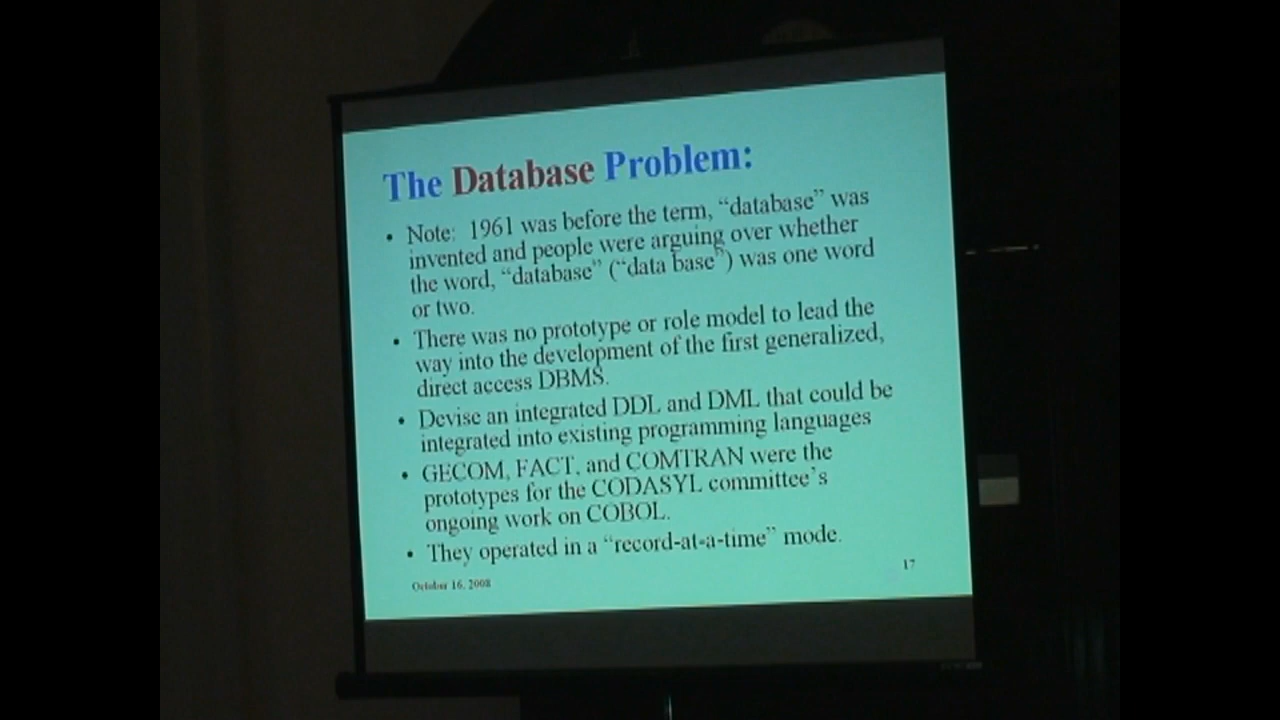 The Database Problem:
• Note: 1961 was before the term, “database” was
invented and people were arguing over whether
the word, “database” (“data base”) was one word
or two.
• There was no prototype or role model to lead the
way into the development of the first generalized,
direct access DBMS.
• Devise an integrated DDL and DML that could be
integrated into existing programming languages
• GECOM, FACT, and COMTRAN were the
prototypes for the CODASYL committee’s
ongoing work on COBOL.
• They operated in a “record-at-a-time” mode.
October 16, 2008
17